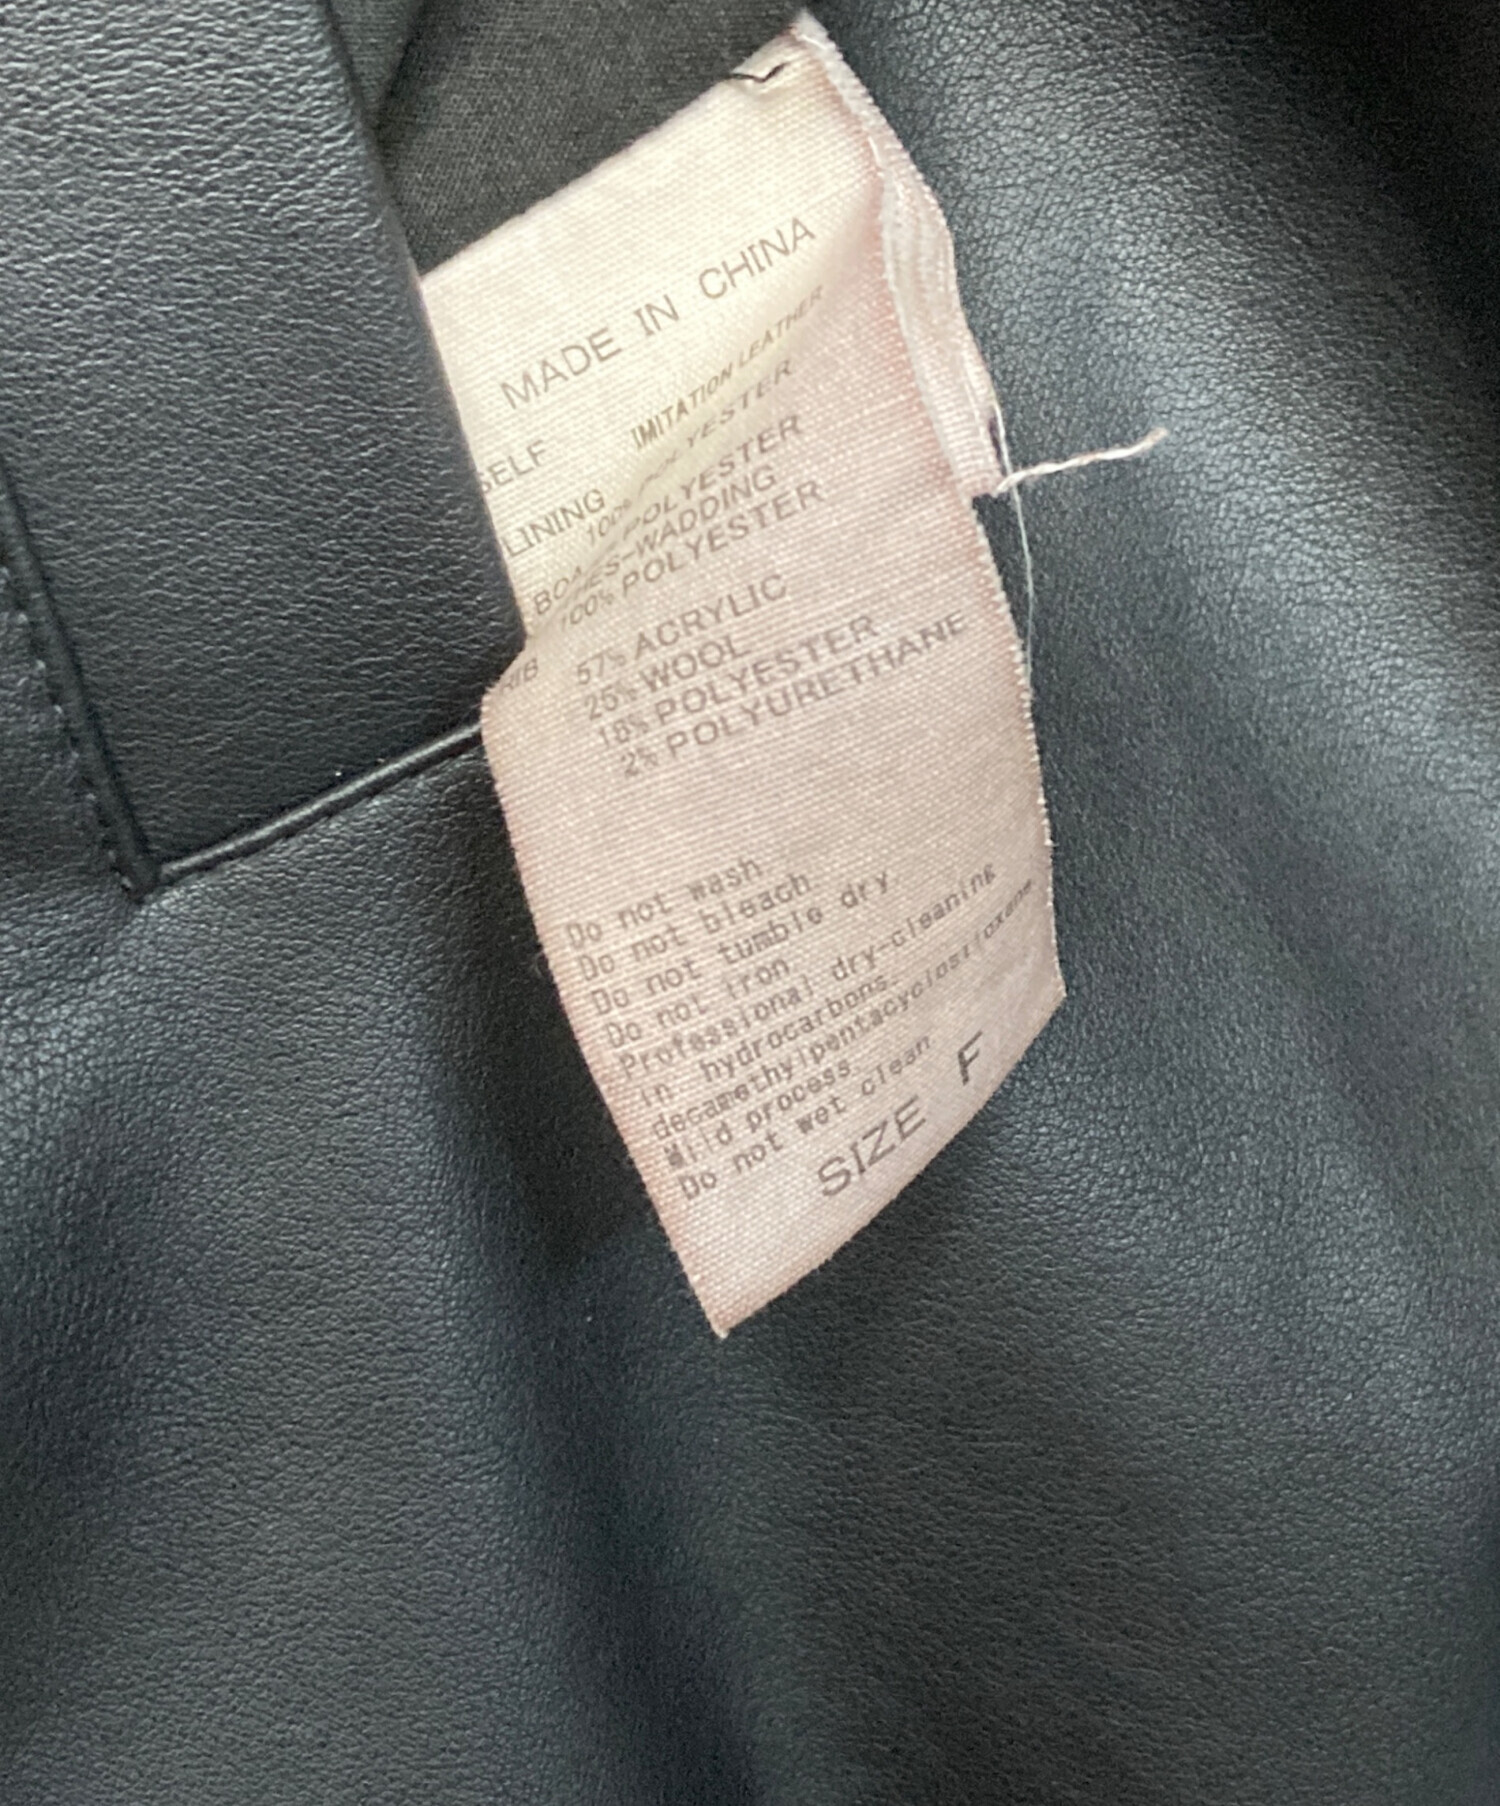 MADE IN CHINA
SELF IMITATION LEATHER
LINING 100% POLYESTER
POLYESTER
BO ES-WADDING
100% POLYESTER
RIB 57% ACRYLIC
25% WOOL
16% POLYESTER
2% POLYURETHANE
Do not wash.
Do not bleach.
Do not tumble dry.
Do not iron.
Professional dry-cleaning
in hydrocarbons.
decamethylpentacyclosiloxane
Mild process.
Do not wet clean
SIZE F